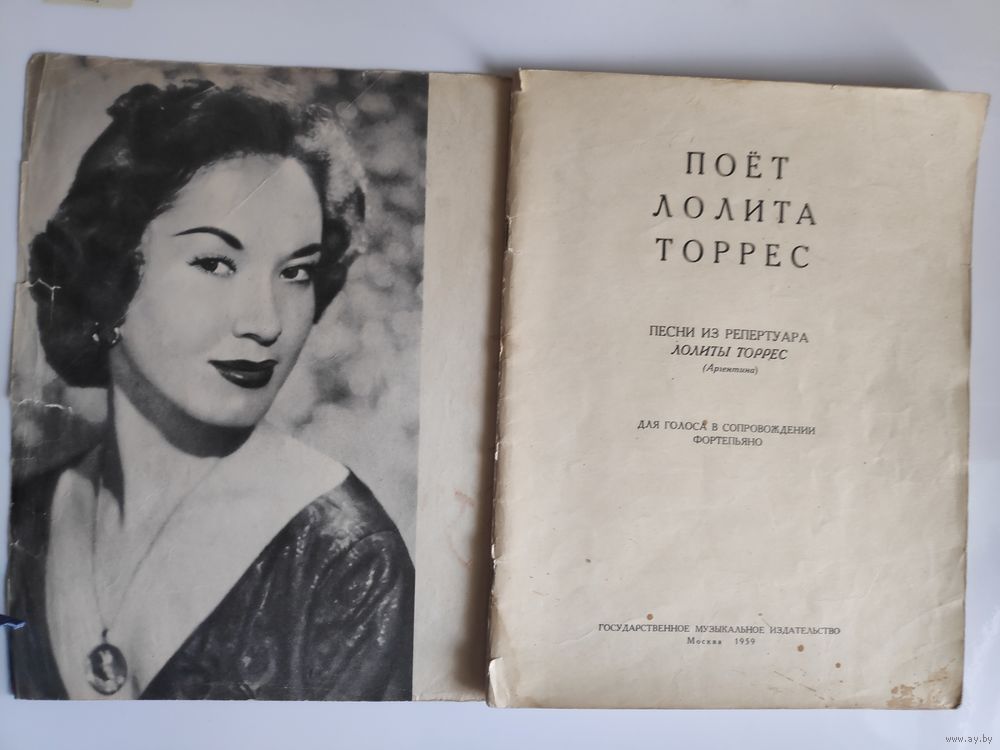 ПОЁТ
ЛОЛИТА
ТОРРЕС
ПЕСНИ ИЗ РЕПЕРТУАРА
ЛОЛИТЫ ТОРРЕС
(Аргентина)
ДЛЯ ГОЛОСА В СОПРОВОЖДЕНИИ
ФОРТЕПЬЯНО
ГОСУДАРСТВЕННОЕ МУЗЫКАЛЬНОЕ ИЗДАТЕЛЬСТВО
Москва 1959
www.ay.by